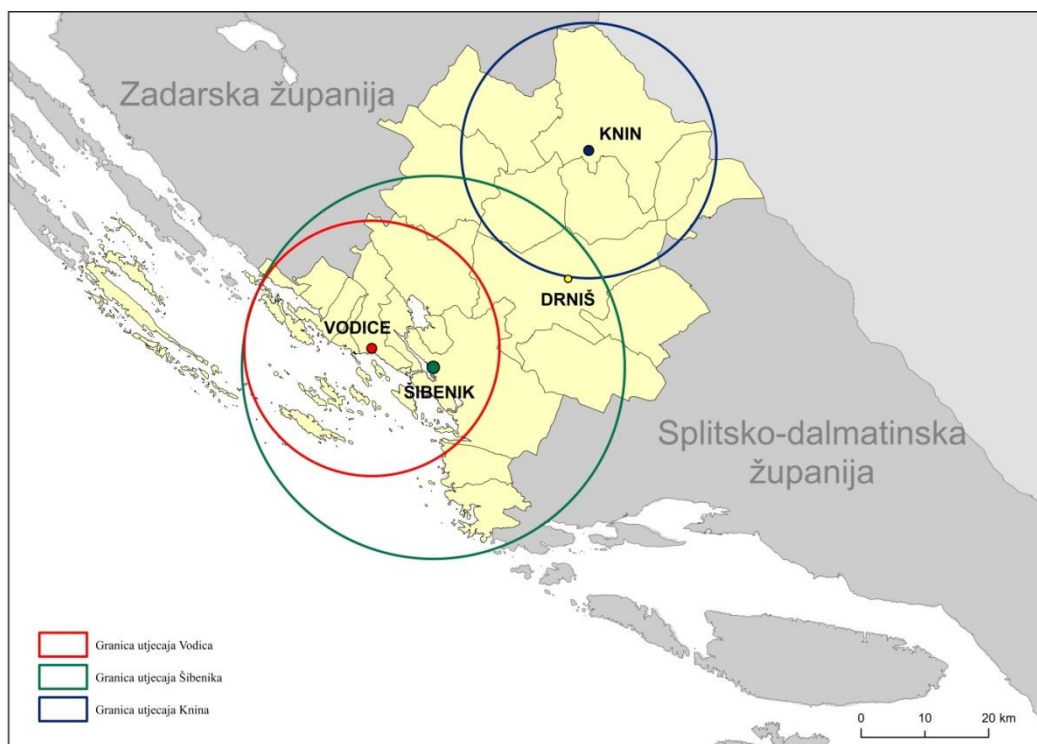 Zadarska županija
KNIN
DRNIŠ
VODICE
ŠIBENIK
Splitsko-dalmatinska
županija
Granica utjecaja Vodica
Granica utjecaja Šibenika
Granica utjecaja Knina
0 10 20 km